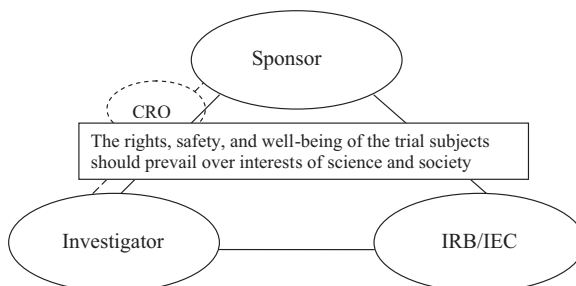 Sponsor
CRO
The rights, safety, and well-being of the trial subjects
should prevail over interests of science and society
Investigator
IRB/IEC